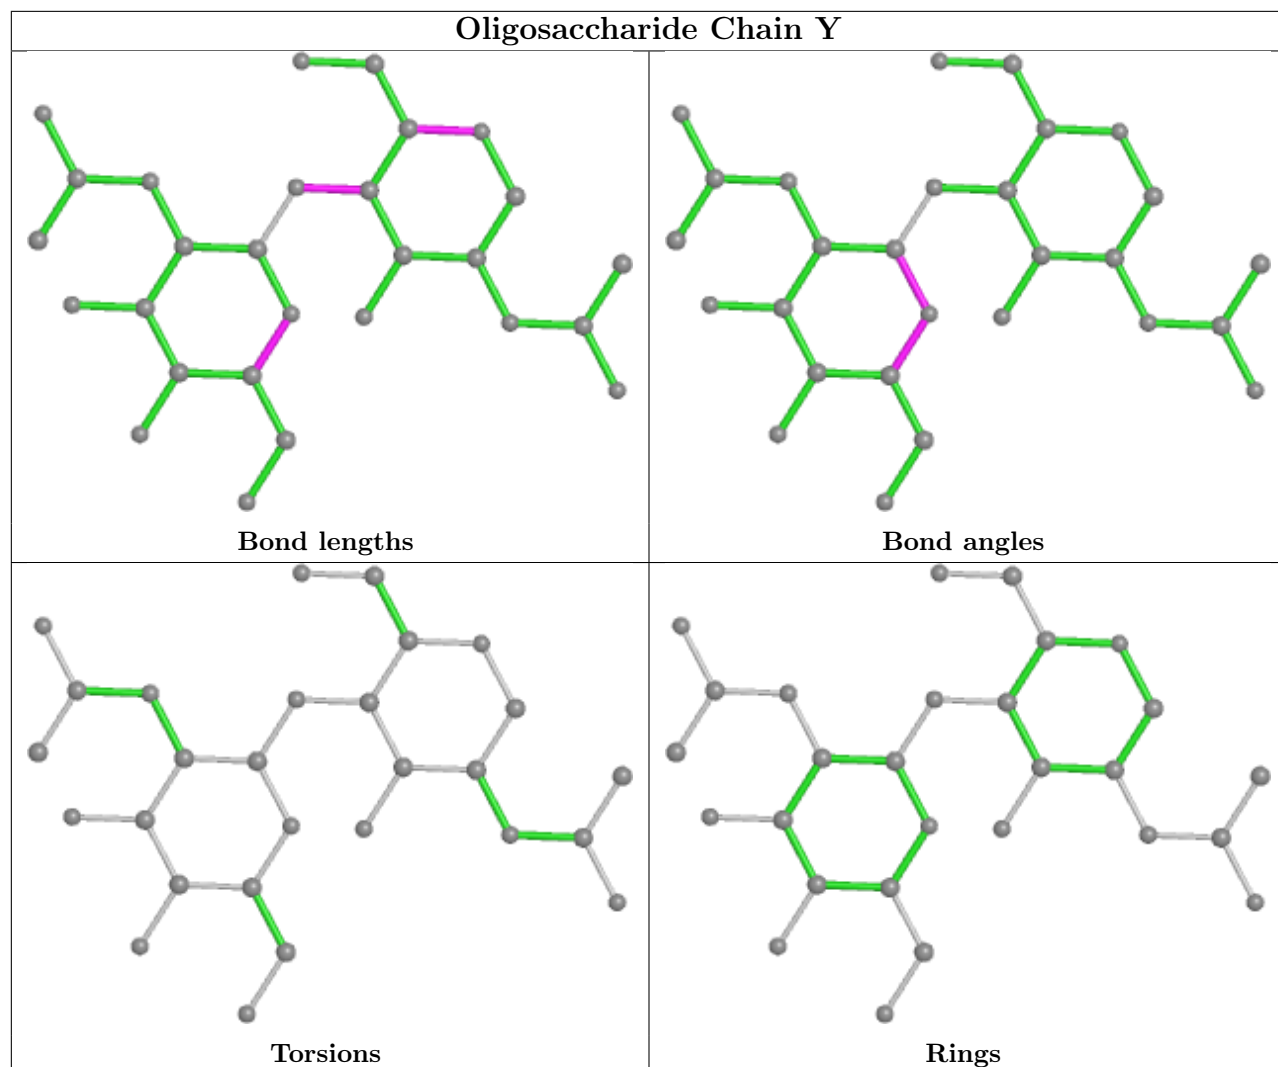 Oligosaccharide Chain Y
Bond lengths
Bond angles
Torsions
Rings